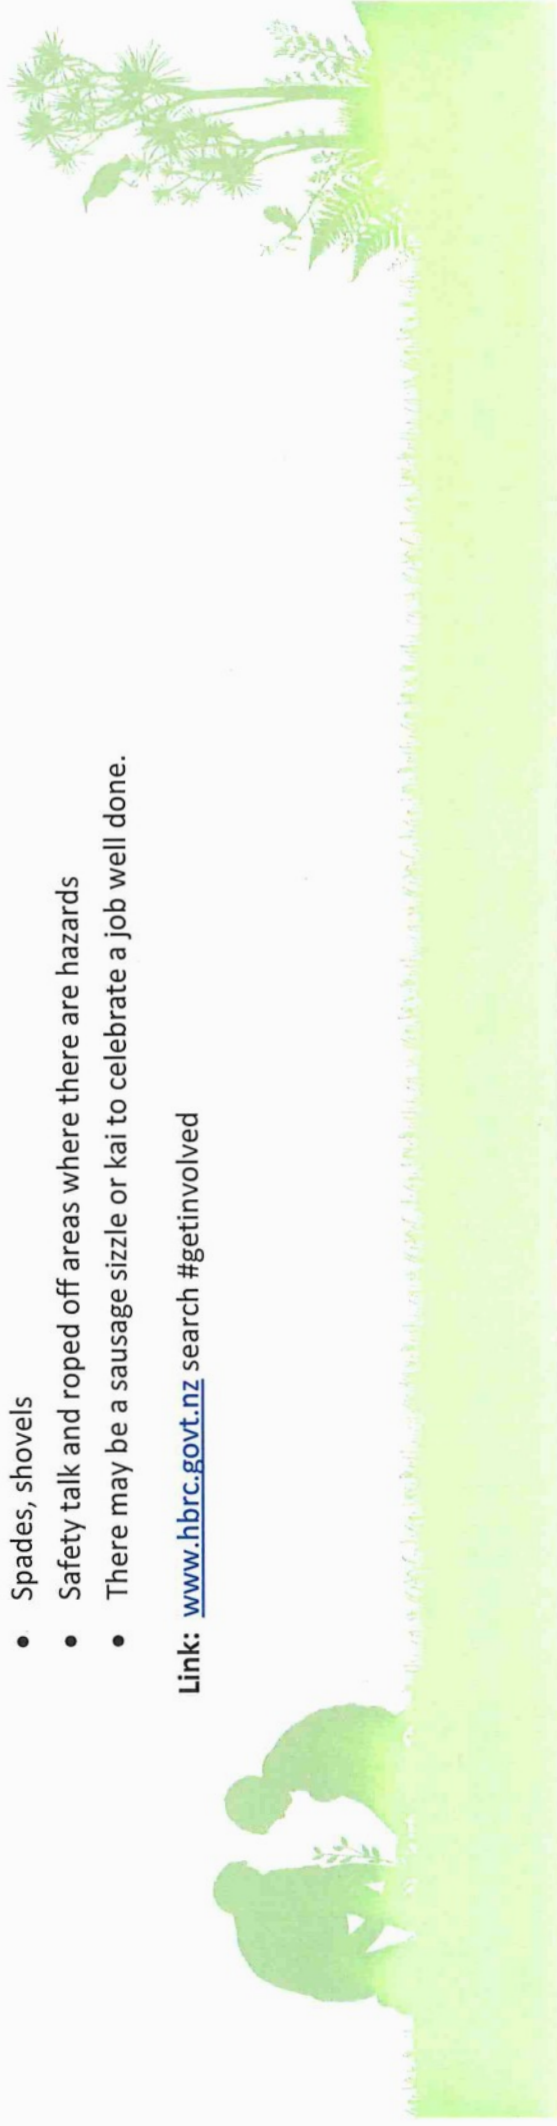 • Spades, shovels
• Safety talk and roped off areas where there are hazards
• There may be a sausage sizzle or kai to celebrate a job well done.
Link: www.hbrc.govt.nz search #getinvolved